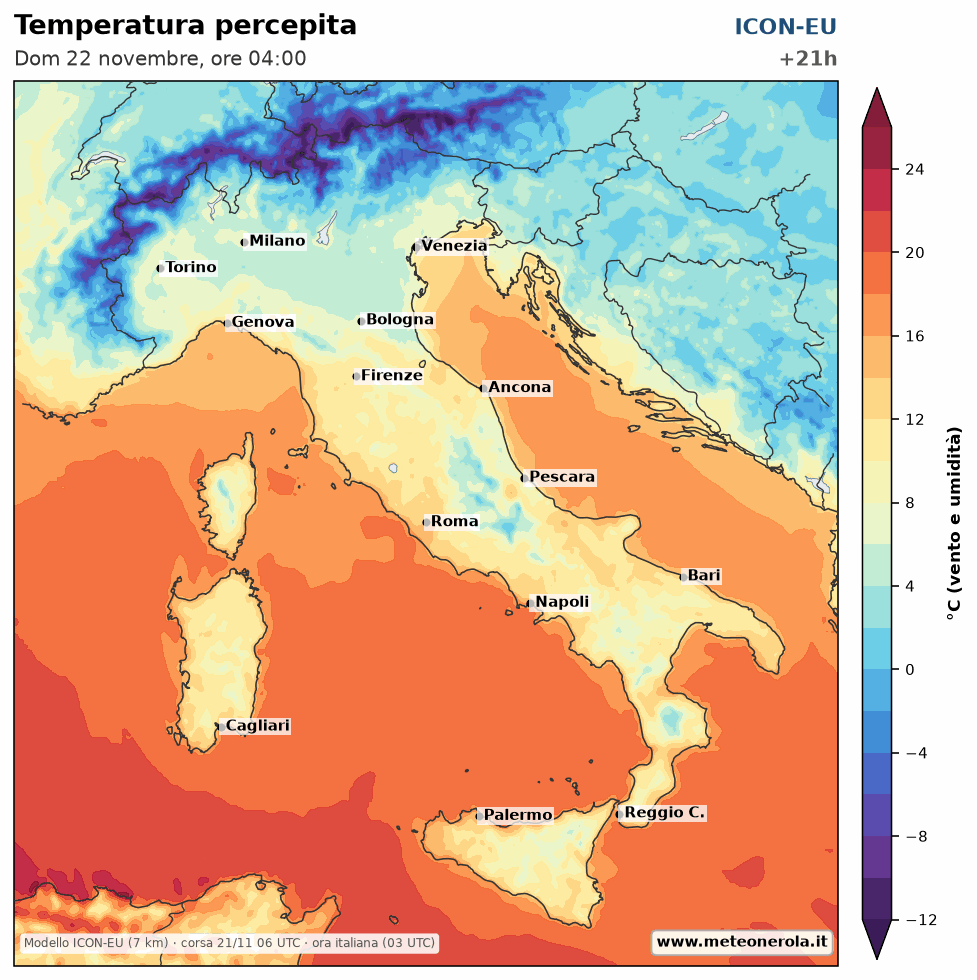 Temperatura percepita
ICON-EU
Dom 22 novembre, ore 04:00
+21h
Milano
Venezia
Torino
Genova
Bologna
Firenze
Ancona
Pescara
Roma
Bari
Napoli
Cagliari
Palermo
Reggio C.
24
20
16
12
8
4
0
−4
−8
−12
°C (vento e umidità)
Modello ICON-EU (7 km) · corsa 21/11 06 UTC · ora italiana (03 UTC)
www.meteonerola.it